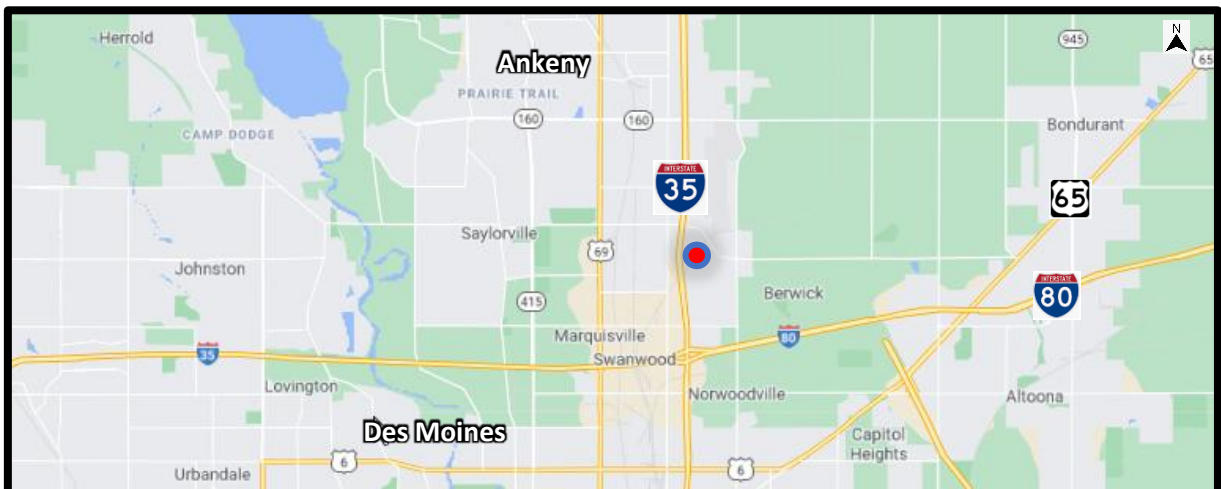 N
Herrold
945
Ankeny
65
PRAIRIE TRAIL
160
160
Bondurant
CAMP DODGE
INTERSTATE
35
65
Saylorville
69
Johnston
INTERSTATE
80
Berwick
415
Marquisville
80
35
Swanwood
Lovington
Norwoodville
Altoona
Des Moines
Capitol
Heights
6
6
Urbandale